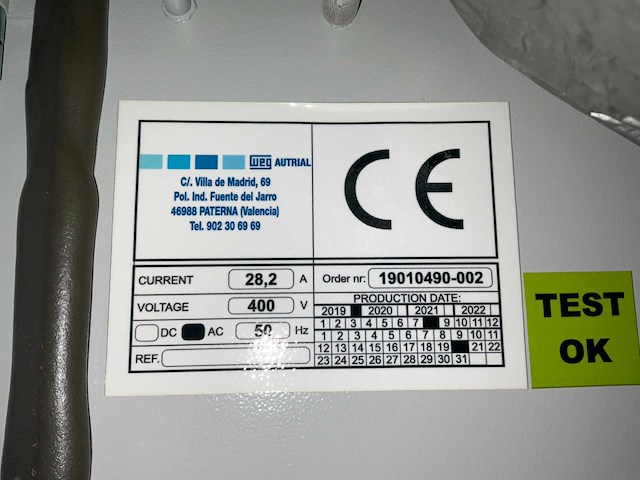 weg AUTRIAL
C/. Villa de Madrid, 69
Pol. Ind. Fuente del Jarro
46988 PATERNA (Valencia)
Tel. 902 30 69 69
CE
CURRENT 28,2 A
Order nr: 19010490-002
VOLTAGE 400 V
PRODUCTION DATE:
2019 2020 2021 2022
DC AC 50 Hz
1 2 3 4 5 6 7 9 10 11 12
1 2 3 4 5 6 7 8 9 10 11
12 13 14 15 16 17 18 19 21 22
REF.
23 24 25 26 27 28 29 30 31
TEST
OK